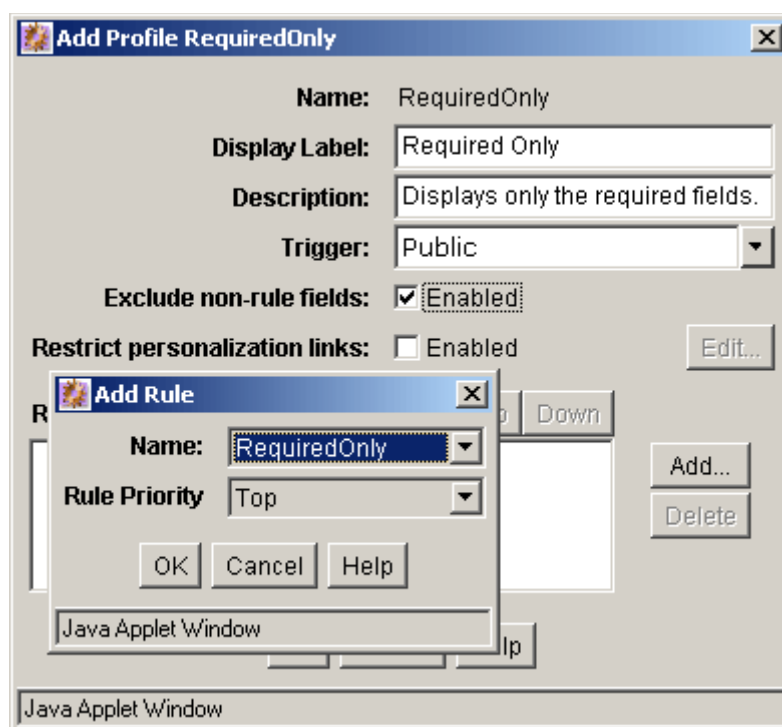 Add Profile RequiredOnly
Name: RequiredOnly
Display Label: Required Only
Description: Displays only the required fields.
Trigger: Public
Exclude non-rule fields: Enabled
Restrict personalization links: Enabled Edit...
Add Rule
Down
Name: RequiredOnly
Add...
Rule Priority Top
Delete
OK Cancel Help
Java Applet Window
Java Applet Window